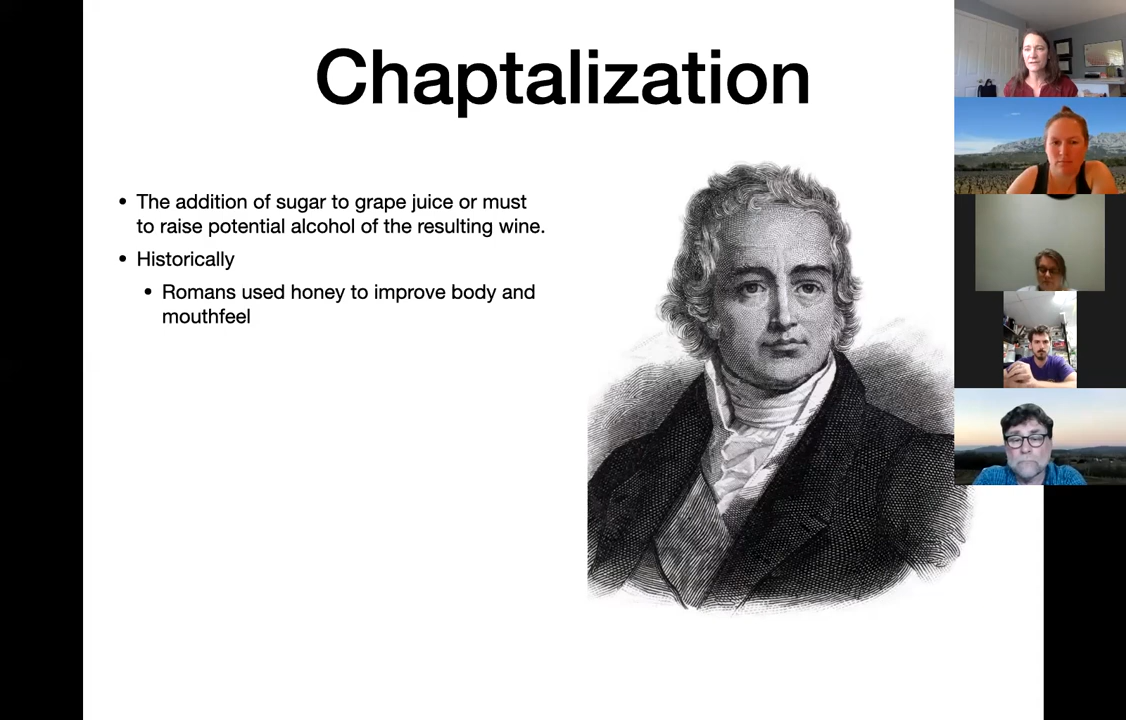 Chaptalization
• The addition of sugar to grape juice or must
to raise potential alcohol of the resulting wine.
• Historically
• Romans used honey to improve body and
mouthfeel